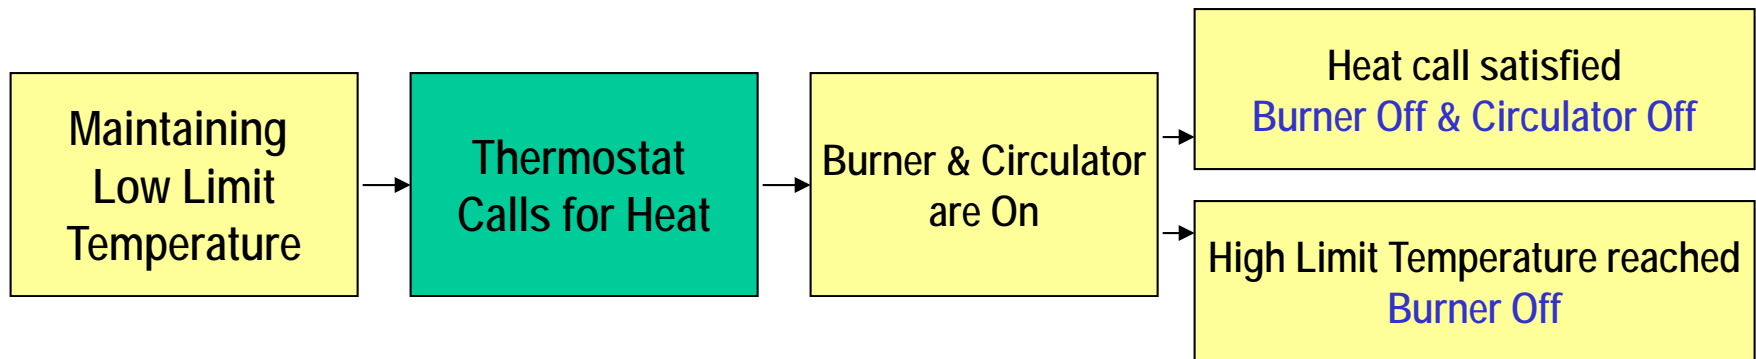 Maintaining
Low Limit
Temperature
Thermostat
Calls for Heat
Burner & Circulator
are On
Heat call satisfied
Burner Off & Circulator Off
High Limit Temperature reached
Burner Off